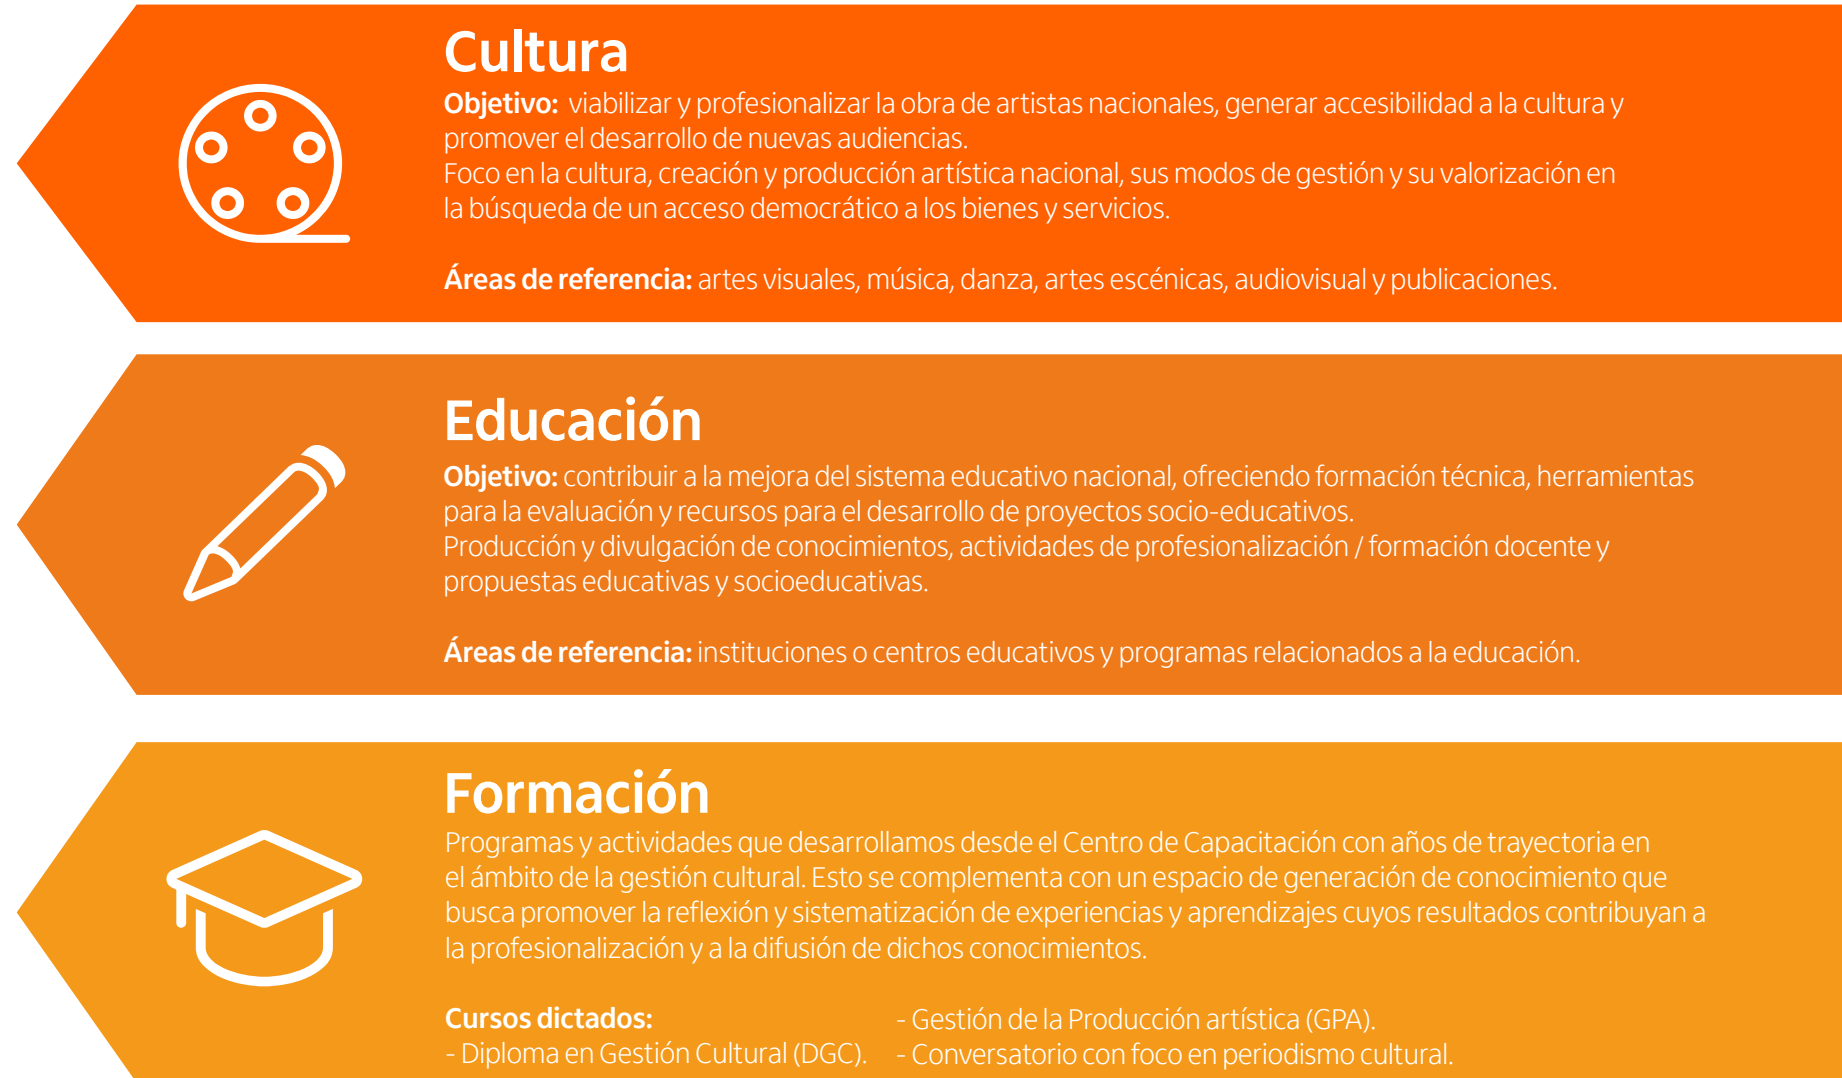 Cultura
Objetivo: viabilizar y profesionalizar la obra de artistas nacionales, generar accesibilidad a la cultura y
promover el desarrollo de nuevas audiencias.
Foco en la cultura, creación y producción artística nacional, sus modos de gestión y su valorización en
la búsqueda de un acceso democrático a los bienes y servicios.
Áreas de referencia: artes visuales, música, danza, artes escénicas, audiovisual y publicaciones.
Educación
Objetivo: contribuir a la mejora del sistema educativo nacional, ofreciendo formación técnica, herramientas
para la evaluación y recursos para el desarrollo de proyectos socio-educativos.
Producción y divulgación de conocimientos, actividades de profesionalización / formación docente y
propuestas educativas y socioeducativas.
Áreas de referencia: instituciones o centros educativos y programas relacionados a la educación.
Formación
Programas y actividades que desarrollamos desde el Centro de Capacitación con años de trayectoria en
el ámbito de la gestión cultural. Esto se complementa con un espacio de generación de conocimiento que
busca promover la reflexión y sistematización de experiencias y aprendizajes cuyos resultados contribuyan a
la profesionalización y a la difusión de dichos conocimientos.
Cursos dictados:
- Diploma en Gestión Cultural (DGC).
- Gestión de la Producción artística (GPA).
- Conversatorio con foco en periodismo cultural.